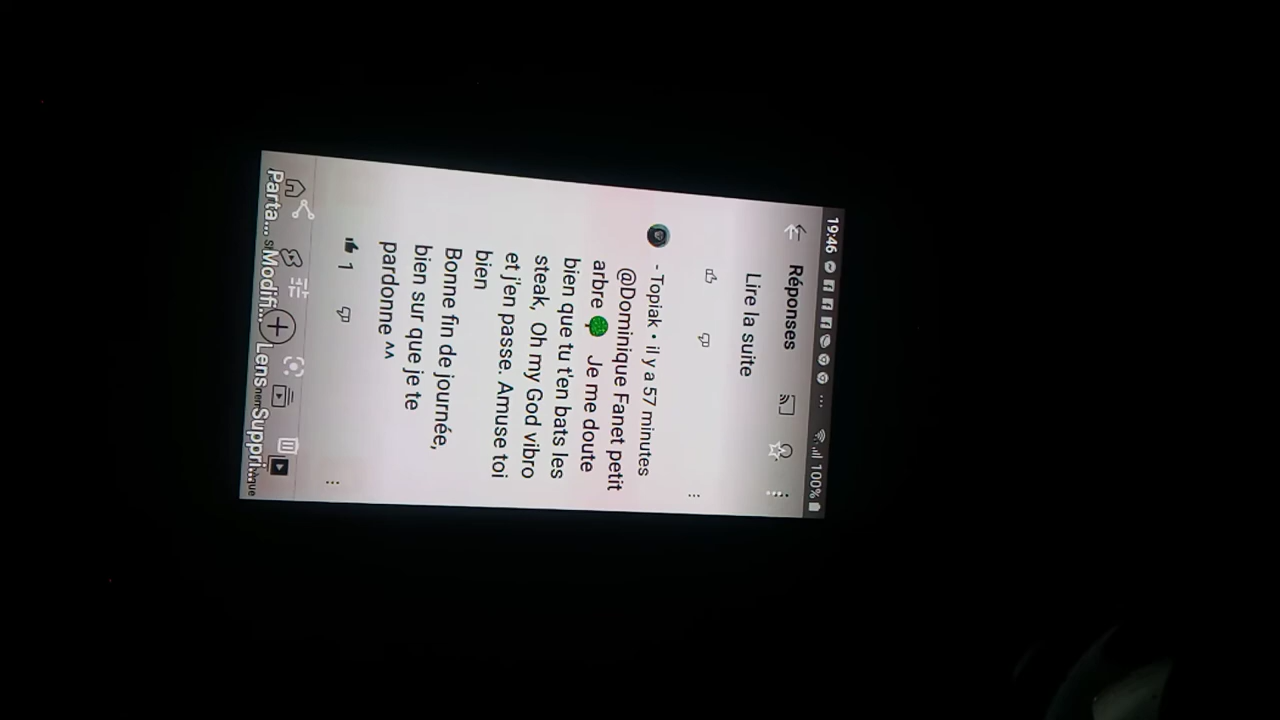 19:46 100%
Réponses
Lire la suite
- Topiak • il y a 57 minutes
@Dominique Fanet petit
arbre 🌳 Je me doute
bien que tu t'en bats les
steak, Oh my God vibro
et j'en passe. Amuse toi
bien
Bonne fin de journée,
bien sur que je te
pardonne ^^
1
Parta... Modifi... Lens Suppri...